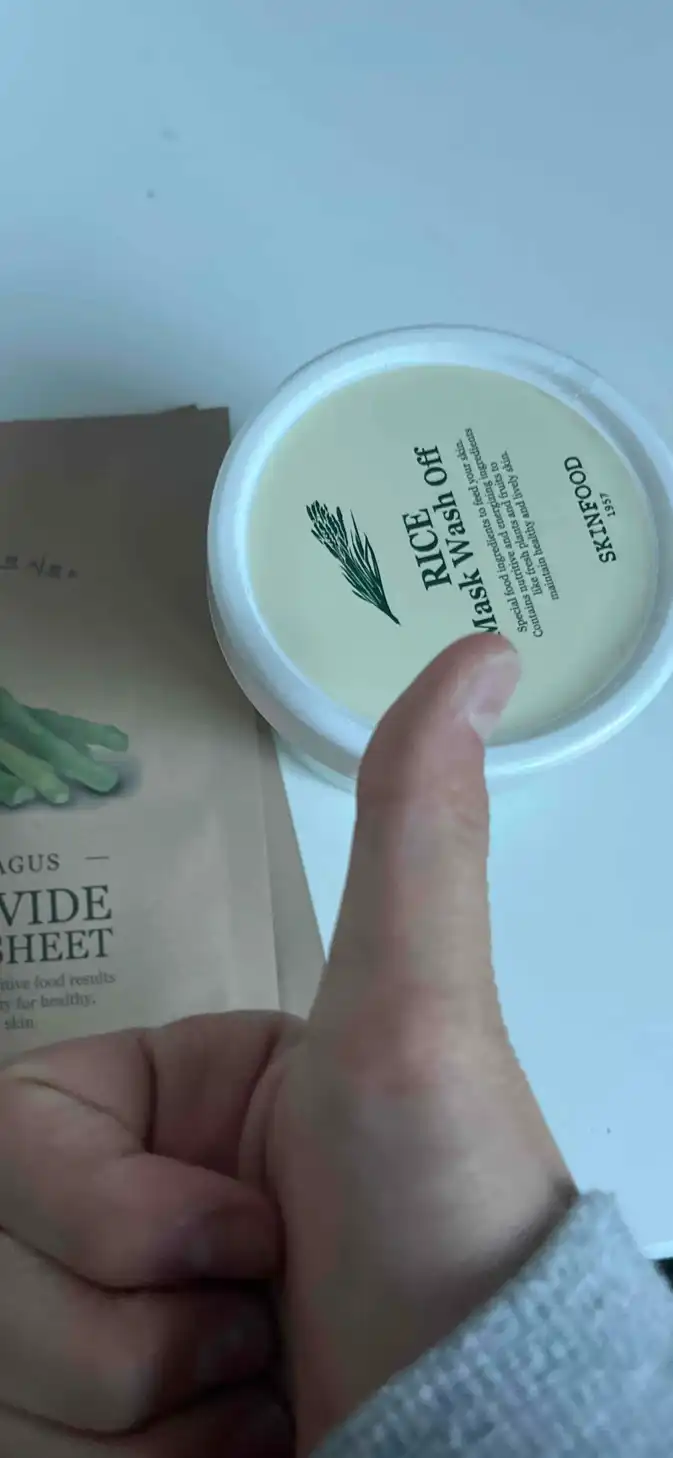 RICE
Mask Wash Off
Special food ingredients to feed your skin.
Contains nutritive and energizing ingredients
like fresh plants and fruits to
maintain healthy and lively skin.
SKINFOOD
1957
AGUS —
VIDE
SHEET
itive food results
ty for healthy,
skin